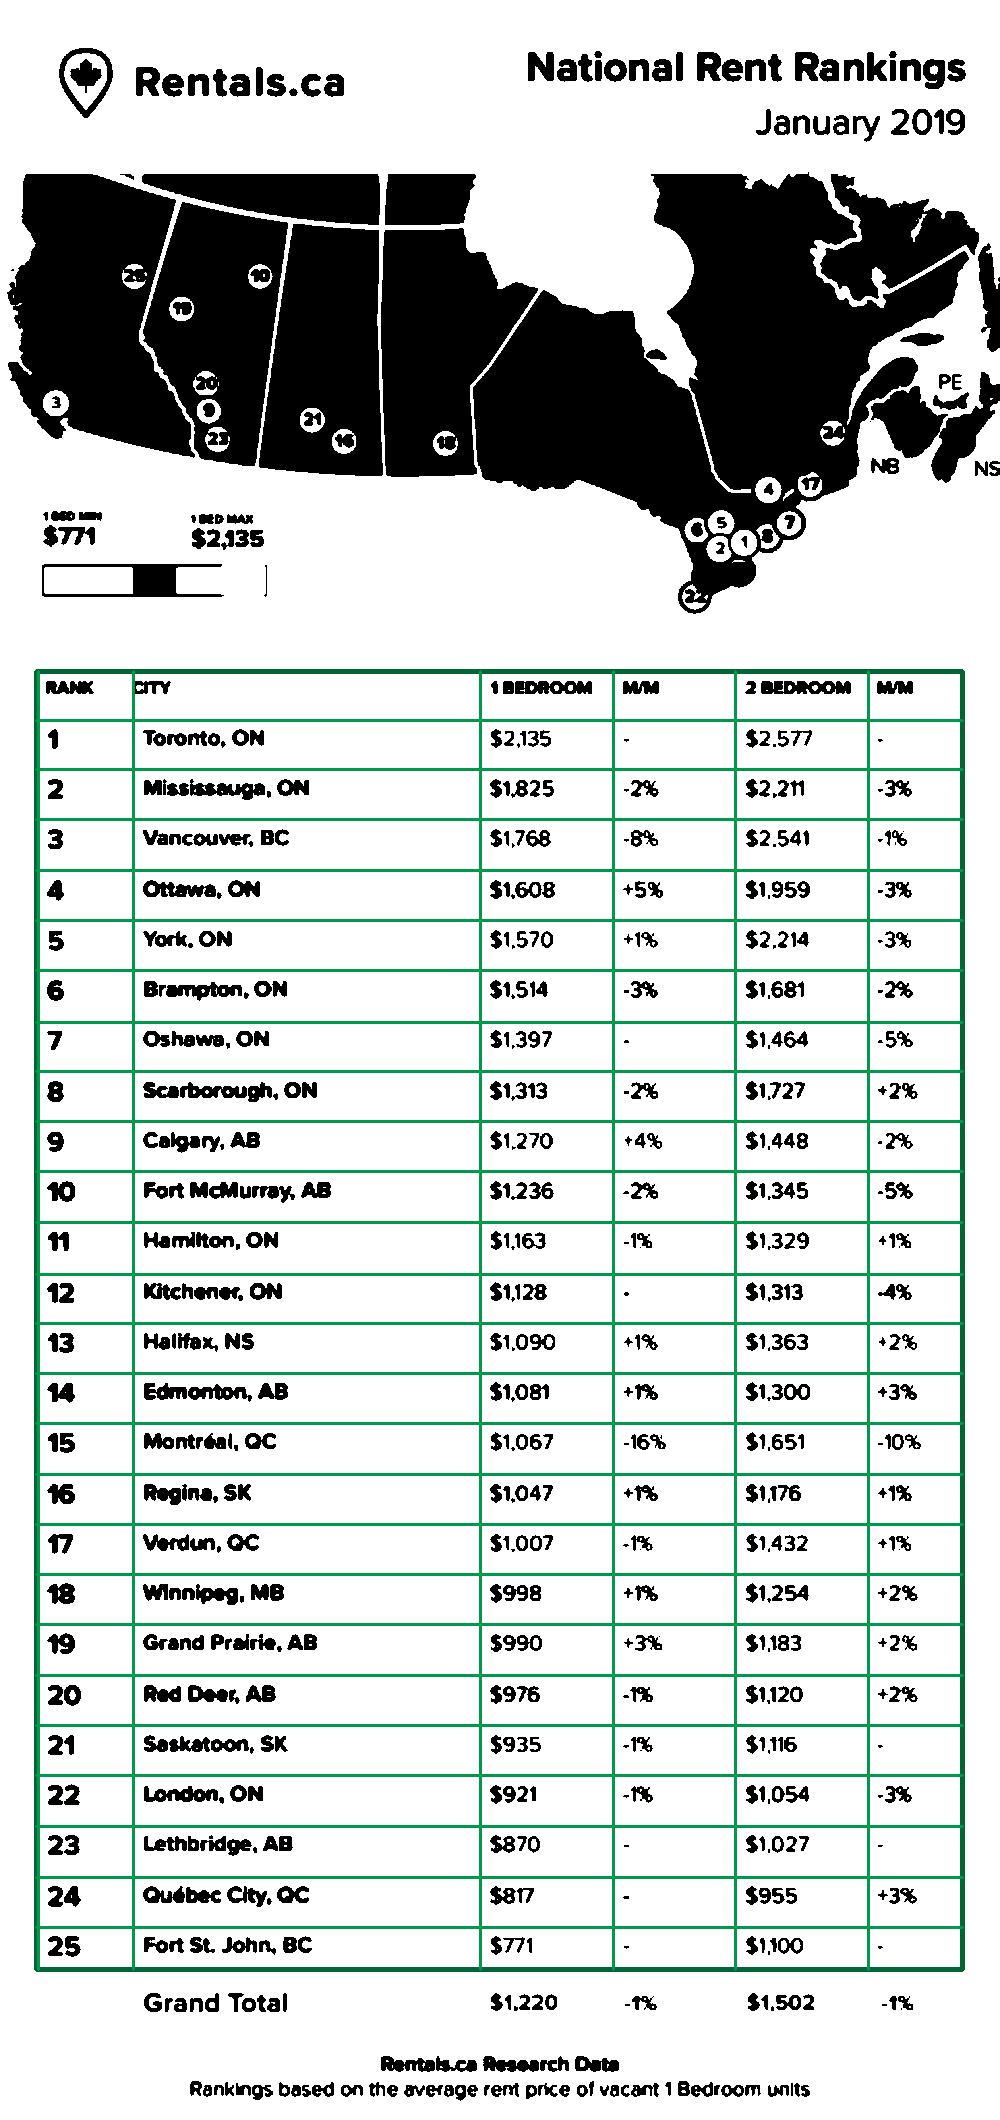 Rentals.ca
National Rent Rankings
January 2019
10
19
20
3
9
21
23
16
18
24
PE
NB
NS
4
17
6
5
7
8
2
1
22
1 BED MIN
$771
1 BED MAX
$2,135
RANK CITY 1 BEDROOM M/M 2 BEDROOM M/M
1 Toronto, ON $2,135 - $2,577 -
2 Mississauga, ON $1,825 -2% $2,211 -3%
3 Vancouver, BC $1,768 -8% $2,541 -1%
4 Ottawa, ON $1,608 +5% $1,959 -3%
5 York, ON $1,570 +1% $2,214 -3%
6 Brampton, ON $1,514 -3% $1,681 -2%
7 Oshawa, ON $1,397 - $1,464 -5%
8 Scarborough, ON $1,313 -2% $1,727 +2%
9 Calgary, AB $1,270 +4% $1,448 -2%
10 Fort McMurray, AB $1,236 -2% $1,345 -5%
11 Hamilton, ON $1,163 -1% $1,329 +1%
12 Kitchener, ON $1,128 - $1,313 -4%
13 Halifax, NS $1,090 +1% $1,363 +2%
14 Edmonton, AB $1,081 +1% $1,300 +3%
15 Montréal, QC $1,067 -16% $1,651 -10%
16 Regina, SK $1,047 +1% $1,176 +1%
17 Verdun, QC $1,007 -1% $1,432 +1%
18 Winnipeg, MB $998 +1% $1,254 +2%
19 Grand Prairie, AB $990 +3% $1,183 +2%
20 Red Deer, AB $976 -1% $1,120 +2%
21 Saskatoon, SK $935 -1% $1,116 -
22 London, ON $921 -1% $1,054 -3%
23 Lethbridge, AB $870 - $1,027 -
24 Québec City, QC $817 - $955 +3%
25 Fort St. John, BC $771 - $1,100 -
Grand Total $1,220 -1% $1,502 -1%
Rentals.ca Research Data
Rankings based on the average rent price of vacant 1 Bedroom units